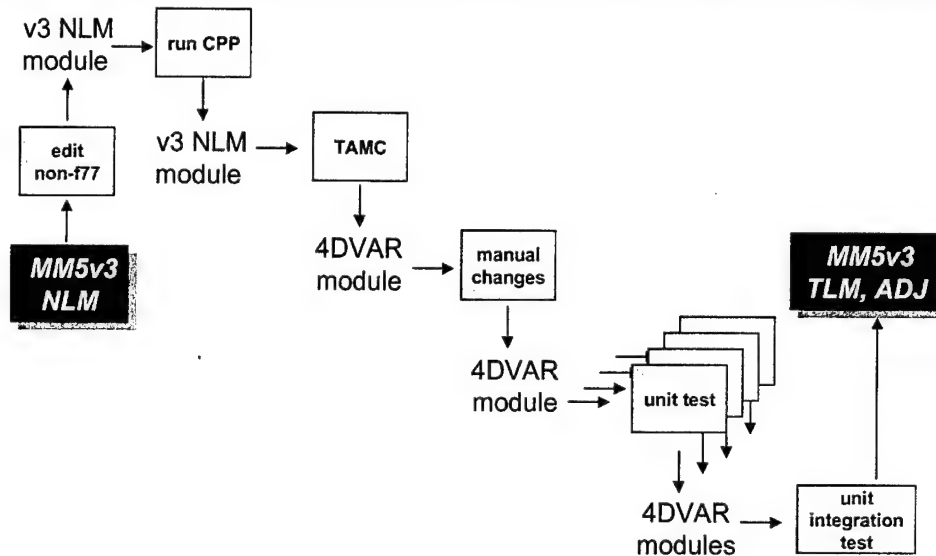 v3 NLM
module
run CPP
edit
non-f77
v3 NLM
module
TAMC
MM5v3
NLM
4DVAR
module
manual
changes
MM5v3
TLM, ADJ
4DVAR
module
unit test
4DVAR
modules
unit
integration
test